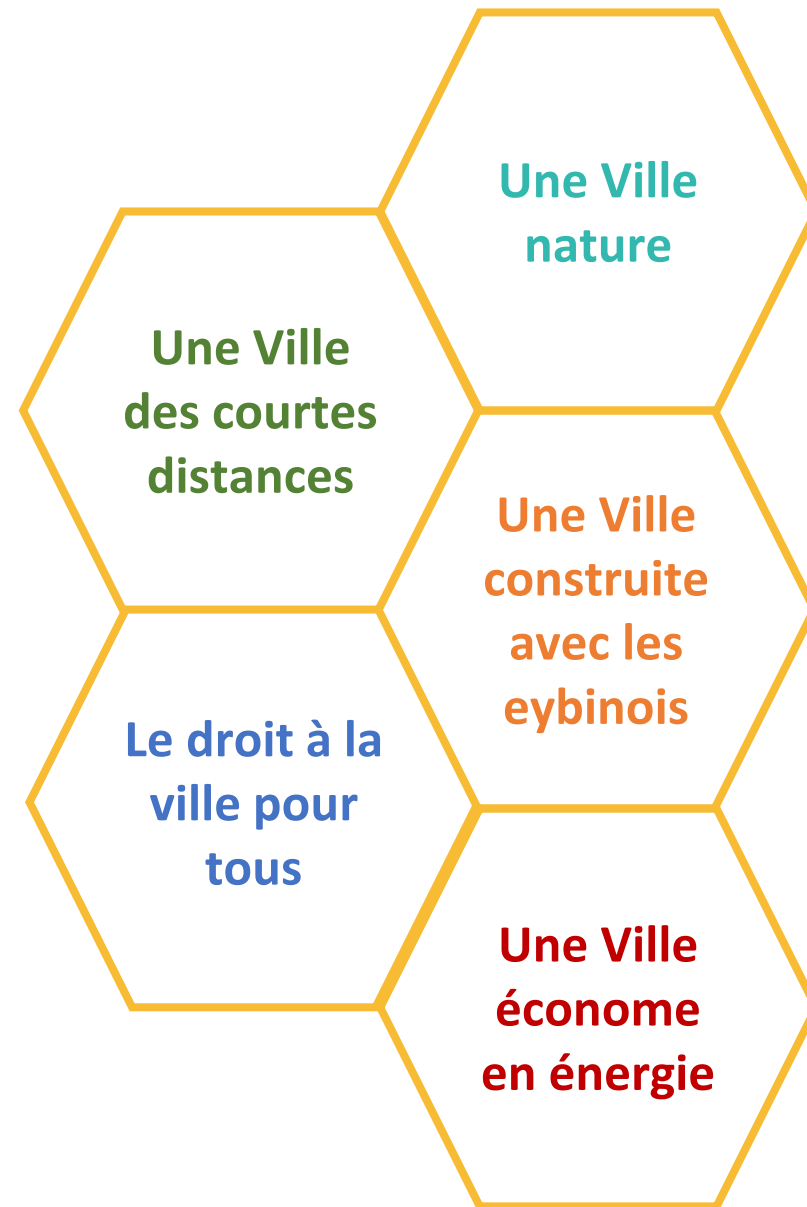 Une Ville
nature
Une Ville
des courtes
distances
Une Ville
construite
avec les
eybinois
Le droit à la
ville pour
tous
Une Ville
économe
en énergie